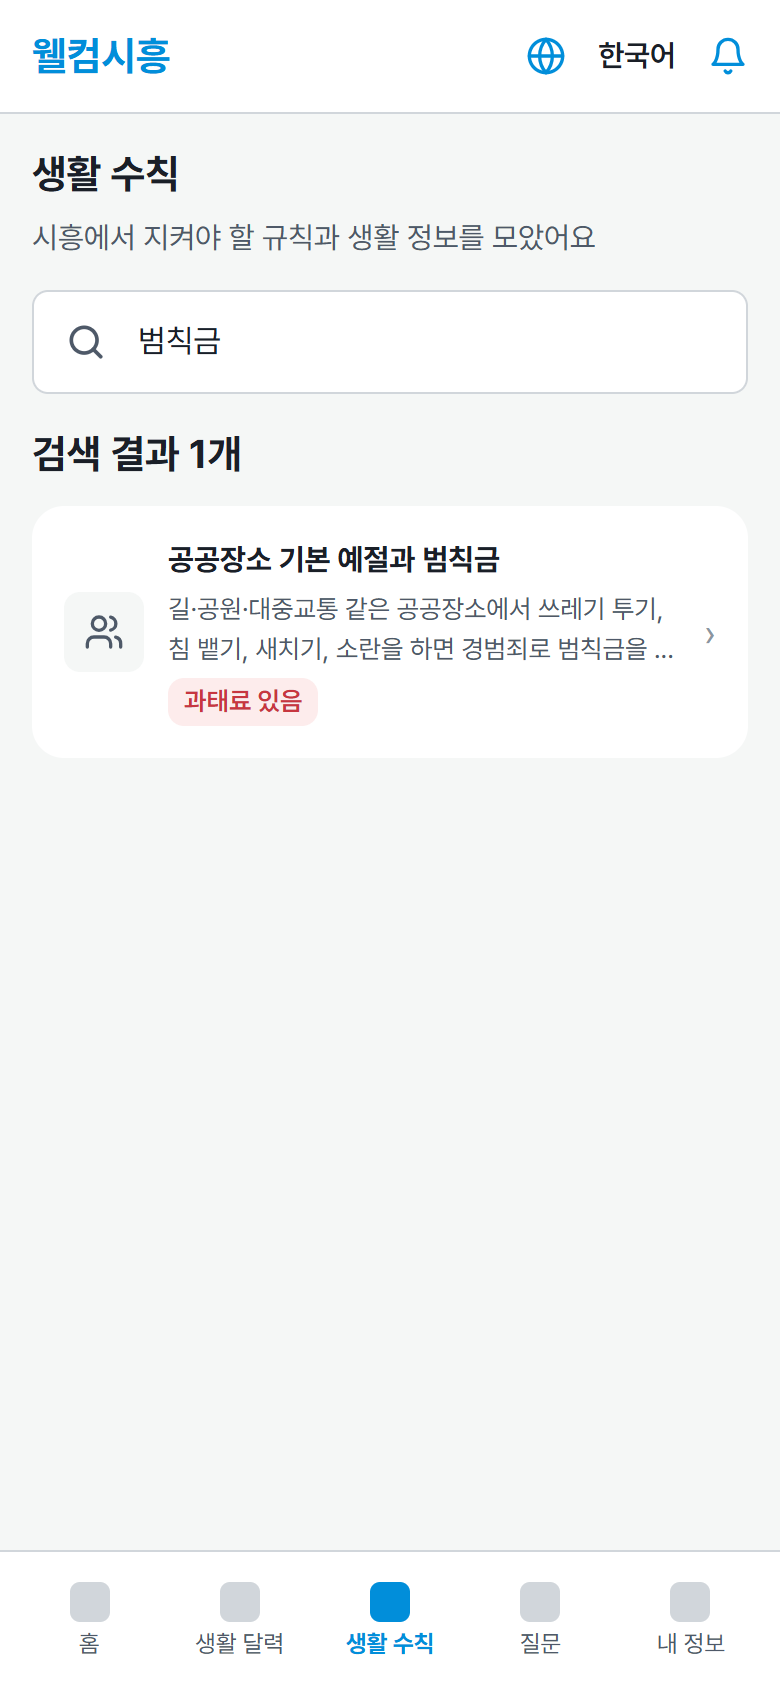 웰컴시흥
한국어
생활 수칙
시흥에서 지켜야 할 규칙과 생활 정보를 모았어요
범칙금
검색 결과 1개
공공장소 기본 예절과 범칙금
길·공원·대중교통 같은 공공장소에서 쓰레기 투기,
침 뱉기, 새치기, 소란을 하면 경범죄로 범칙금을 ...
과태료 있음
홈
생활 달력
생활 수칙
질문
내 정보